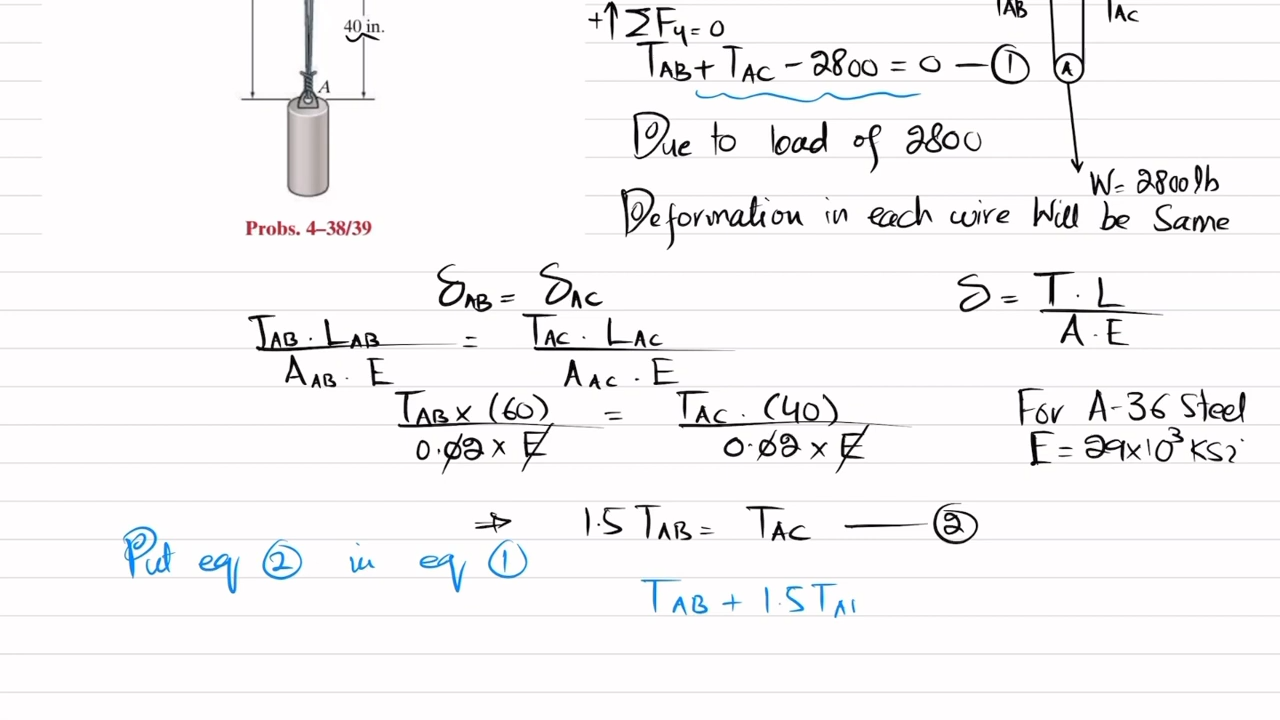 40 in.
A
Probs. 4–38/39
+↑ ΣFy = 0
TAB + TAC - 2800 = 0 — ①
TAB
TAC
A
W = 2800 lb
Due to load of 2800
Deformation in each wire Will be Same
δAB = δAC
δ = T · L / A · E
TAB · LAB / AAB · E = TAC · LAC / AAC · E
TAB × (60) / 0.02 × E = TAC · (40) / 0.02 × E
For A-36 Steel
E = 29×10³ Ksi
⇒ 1.5 TAB = TAC — ②
Put eq ② in eq ①
TAB + 1.5 TA